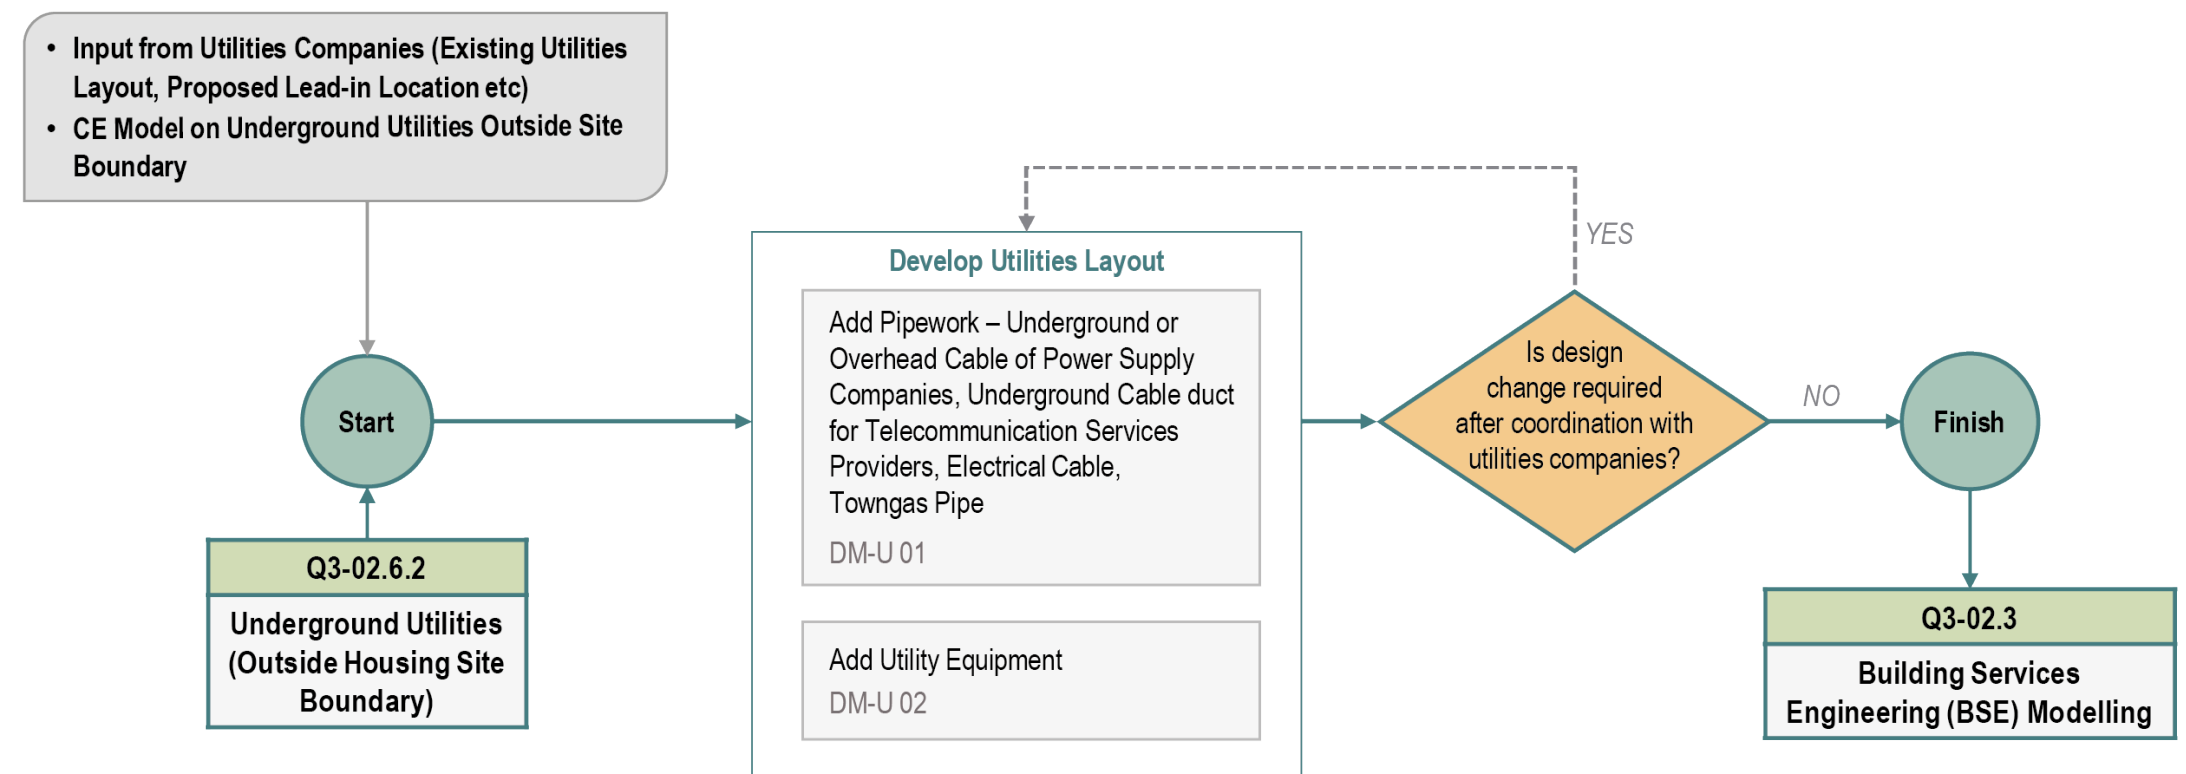 • Input from Utilities Companies (Existing Utilities
Layout, Proposed Lead-in Location etc)
• CE Model on Underground Utilities Outside Site
Boundary
Start
Q3-02.6.2
Underground Utilities
(Outside Housing Site
Boundary)
Develop Utilities Layout
Add Pipework – Underground or
Overhead Cable of Power Supply
Companies, Underground Cable duct
for Telecommunication Services
Providers, Electrical Cable,
Towngas Pipe
DM-U 01
Add Utility Equipment
DM-U 02
YES
Is design
change required
after coordination with
utilities companies?
NO
Finish
Q3-02.3
Building Services
Engineering (BSE) Modelling